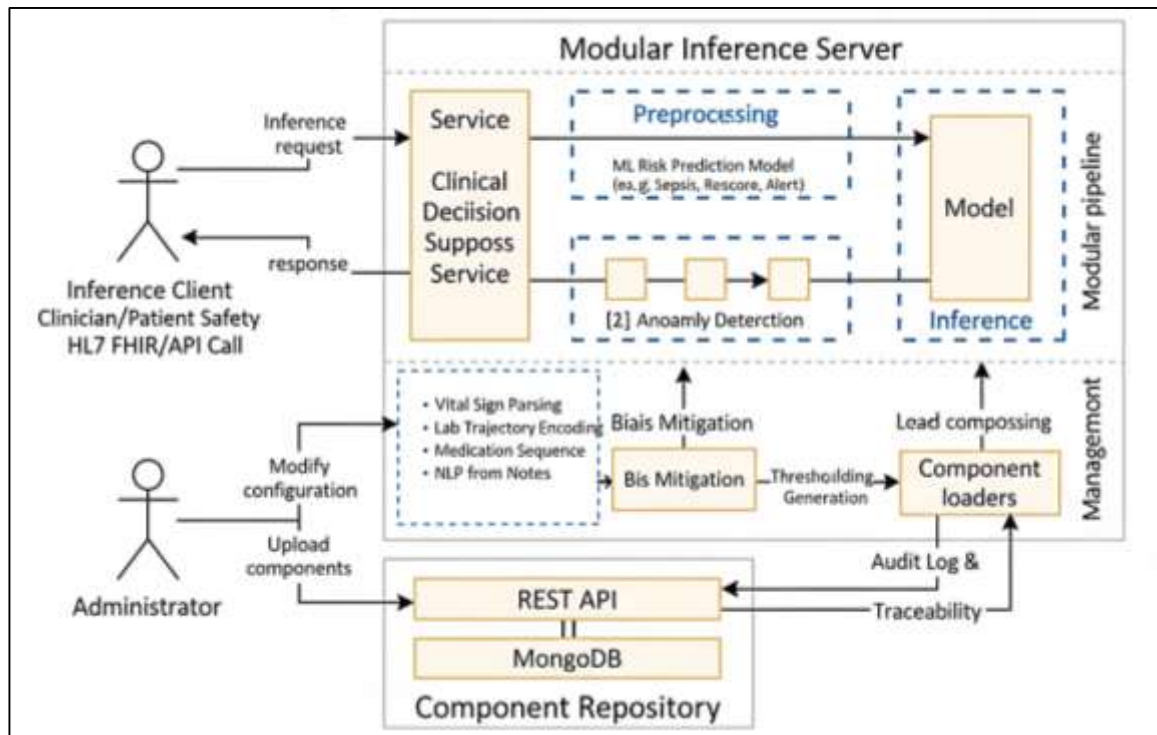 Modular Inference Server
Inference
request
Service
Clinical
Deciision
Supposs
Service
Preprocessing
ML Risk Prediction Model
(ea,g, Sepsis, Rescore, Alert)
Model
Modular pipeline
response
[2] Anoamly Deterction
Inference
Inference Client
Clinician/Patient Safety
HL7 FHIR/API Call
• Vital Sign Parsing
• Lab Trajectory Encoding
• Medication Sequence
• NLP from Notes
Biais Mitigation
Lead compossing
Modify
configuration
Bis Mitigation
Thresholding
Generation
Component
loaders
Managemont
Upload
components
Administrator
Audit Log &
REST API
Traceability
MongoDB
Component Repository